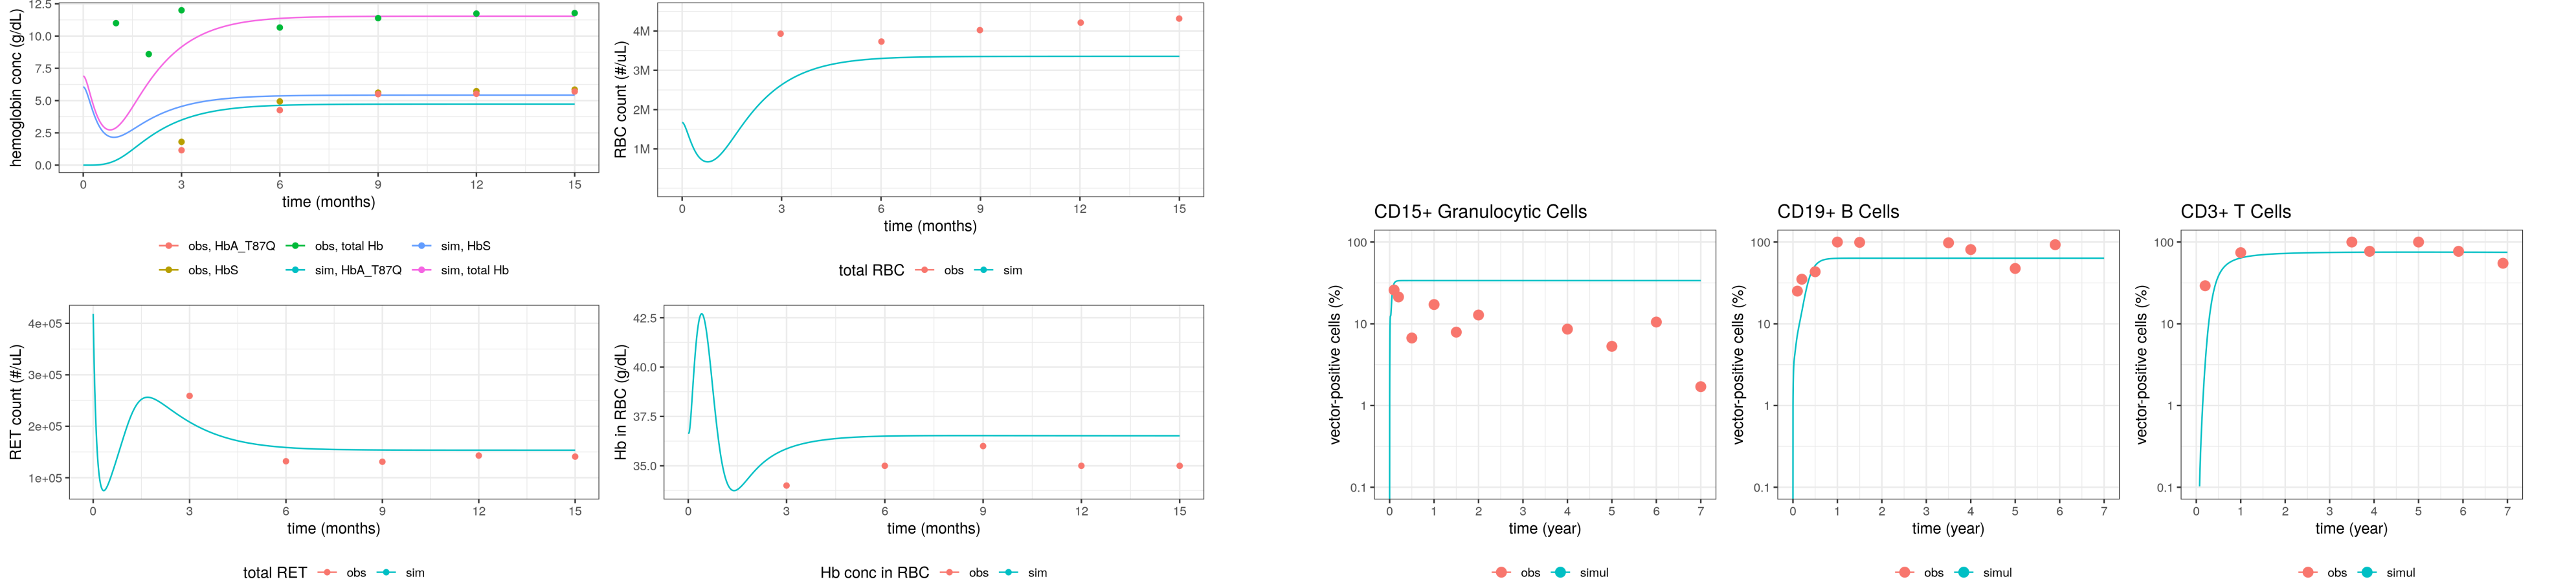 hemoglobin conc (g/dL)
12.5
10.0
7.5
5.0
2.5
0.0
0 3 6 9 12 15
time (months)
obs, HbA_T87Q obs, total Hb sim, HbS
obs, HbS sim, HbA_T87Q sim, total Hb
RBC count (#/uL)
4M
3M
2M
1M
0 3 6 9 12 15
time (months)
total RBC obs sim
RET count (#/uL)
4e+05
3e+05
2e+05
1e+05
0 3 6 9 12 15
time (months)
total RET obs sim
Hb in RBC (g/dL)
42.5
40.0
37.5
35.0
0 3 6 9 12 15
time (months)
Hb conc in RBC obs sim
CD15+ Granulocytic Cells
vector-positive cells (%)
100
10
1
0.1
0 1 2 3 4 5 6 7
time (year)
obs simul
CD19+ B Cells
vector-positive cells (%)
100
10
1
0.1
0 1 2 3 4 5 6 7
time (year)
obs simul
CD3+ T Cells
vector-positive cells (%)
100
10
1
0.1
0 1 2 3 4 5 6 7
time (year)
obs simul